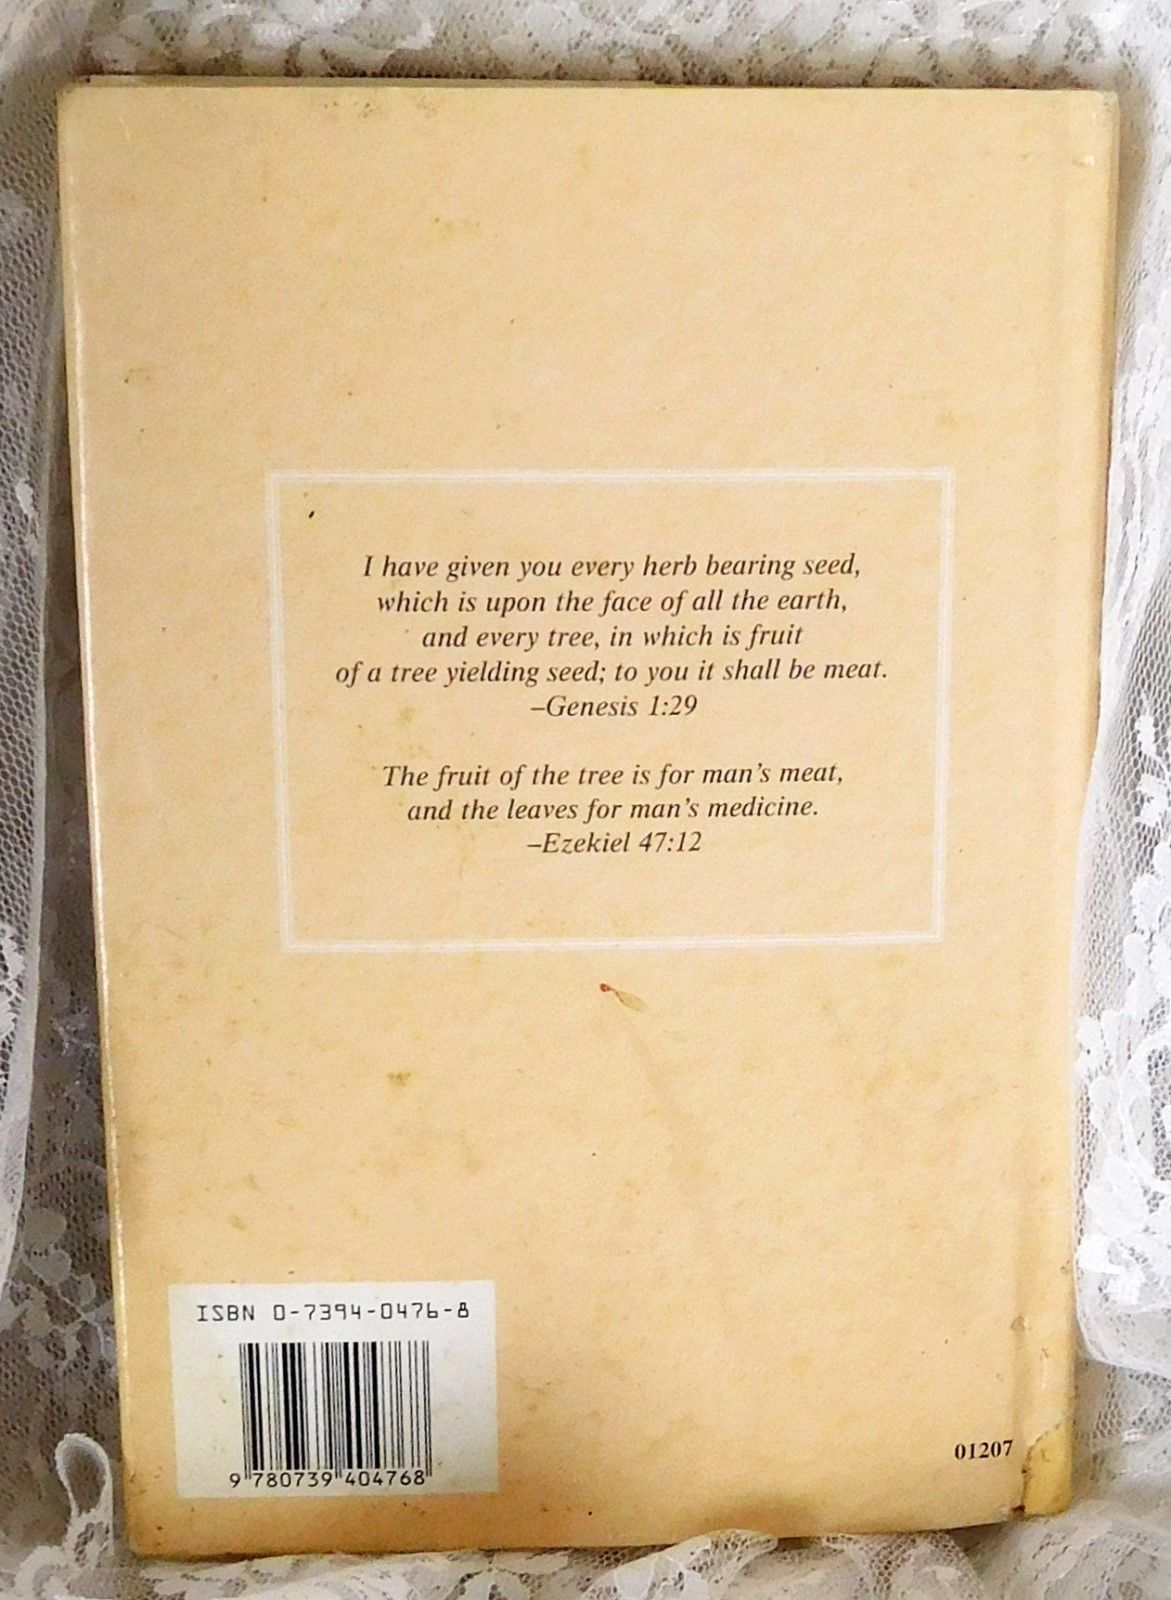 I have given you every herb bearing seed,
which is upon the face of all the earth,
and every tree, in which is fruit
of a tree yielding seed; to you it shall be meat.
–Genesis 1:29
The fruit of the tree is for man's meat,
and the leaves for man's medicine.
–Ezekiel 47:12
ISBN 0-7394-0476-8
9 780739 404768
01207